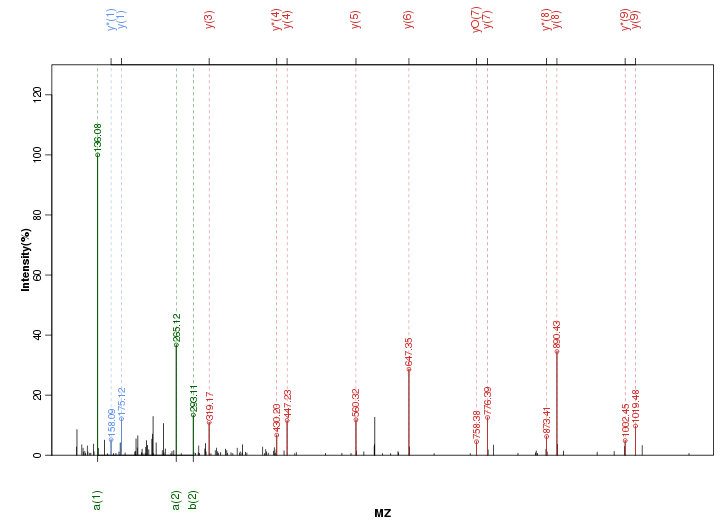 y*(1)
y(1)
y(3)
y*(4)
y(4)
y(5)
y(6)
yO(7)
y(7)
y*(8)
y(8)
y*(9)
y(9)
Intensity(%)
120
100
80
60
40
20
0
136.08
158.09
175.12
265.12
293.11
319.17
430.20
447.23
560.32
647.35
758.38
776.39
873.41
890.43
1002.45
1019.48
a(1)
a(2)
b(2)
MZ